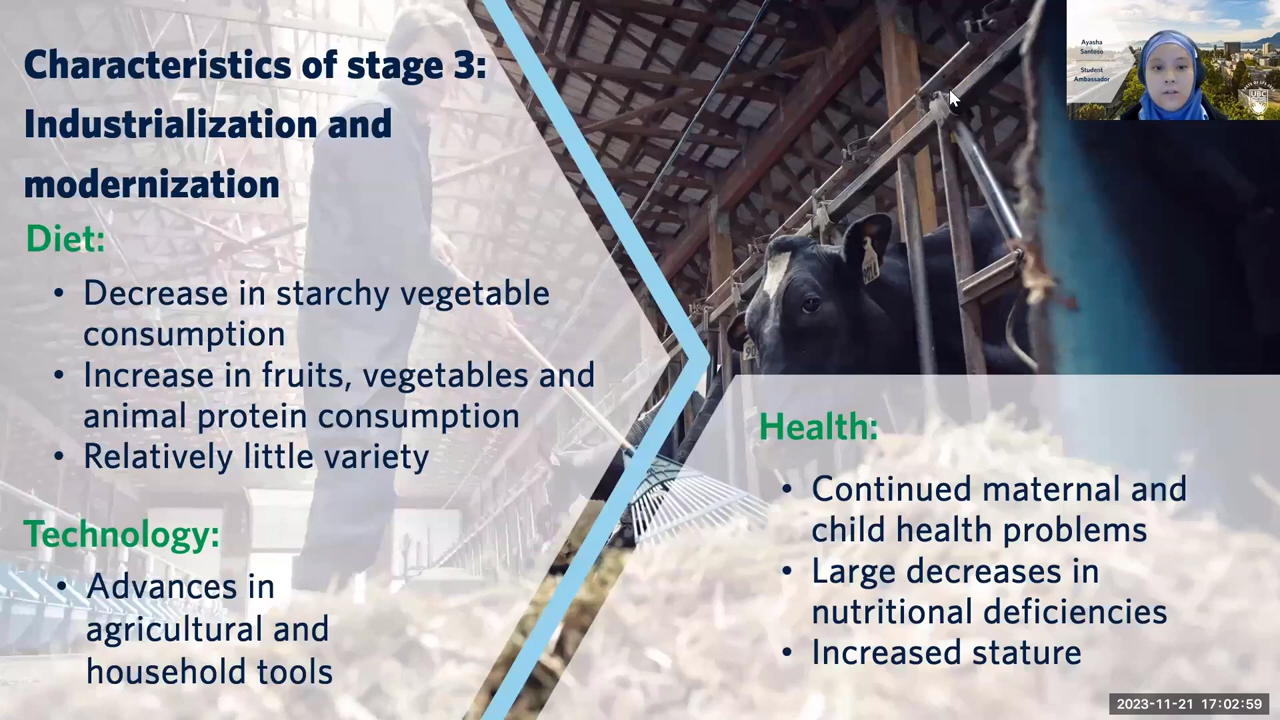 Characteristics of stage 3:
Industrialization and
modernization
Diet:
• Decrease in starchy vegetable
consumption
• Increase in fruits, vegetables and
animal protein consumption
• Relatively little variety
Technology:
• Advances in
agricultural and
household tools
Health:
• Continued maternal and
child health problems
• Large decreases in
nutritional deficiencies
• Increased stature
Ayasha
Santoso
Student
Ambassador
UBC
2023-11-21 17:02:59